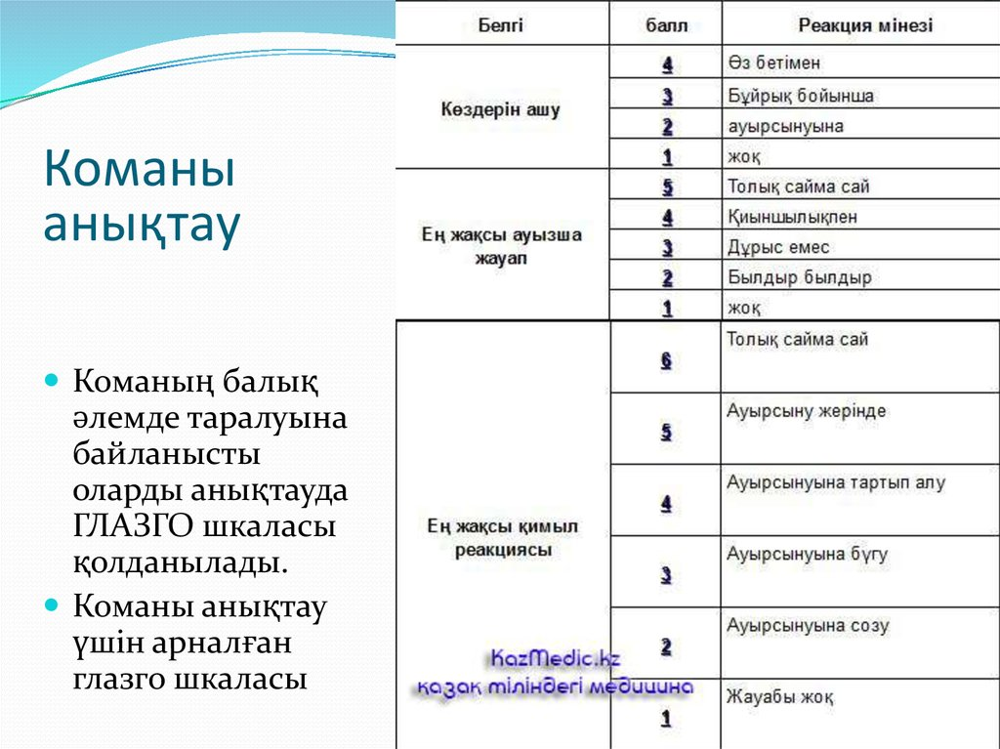 Команы
анықтау
Команың балық
әлемде таралуына
байланысты
оларды анықтауда
ГЛАЗГО шкаласы
қолданылады.
Команы анықтау
үшін арналған
глазго шкаласы
Белгі балл Реакция мінезі
Көздерін ашу
4 Өз бетімен
3 Бұйрық бойынша
2 ауырсынуына
1 жоқ
Ең жақсы ауызша
жауап
5 Толық сайма сай
4 Қиыншылықпен
3 Дұрыс емес
2 Былдыр былдыр
1 жоқ
Ең жақсы қимыл
реакциясы
6 Толық сайма сай
5 Ауырсыну жерінде
4 Ауырсынуына тартып алу
3 Ауырсынуына бүгу
2 Ауырсынуына созу
1 Жауабы жоқ
KazMedic.kz
қазақ тіліндегі медицина